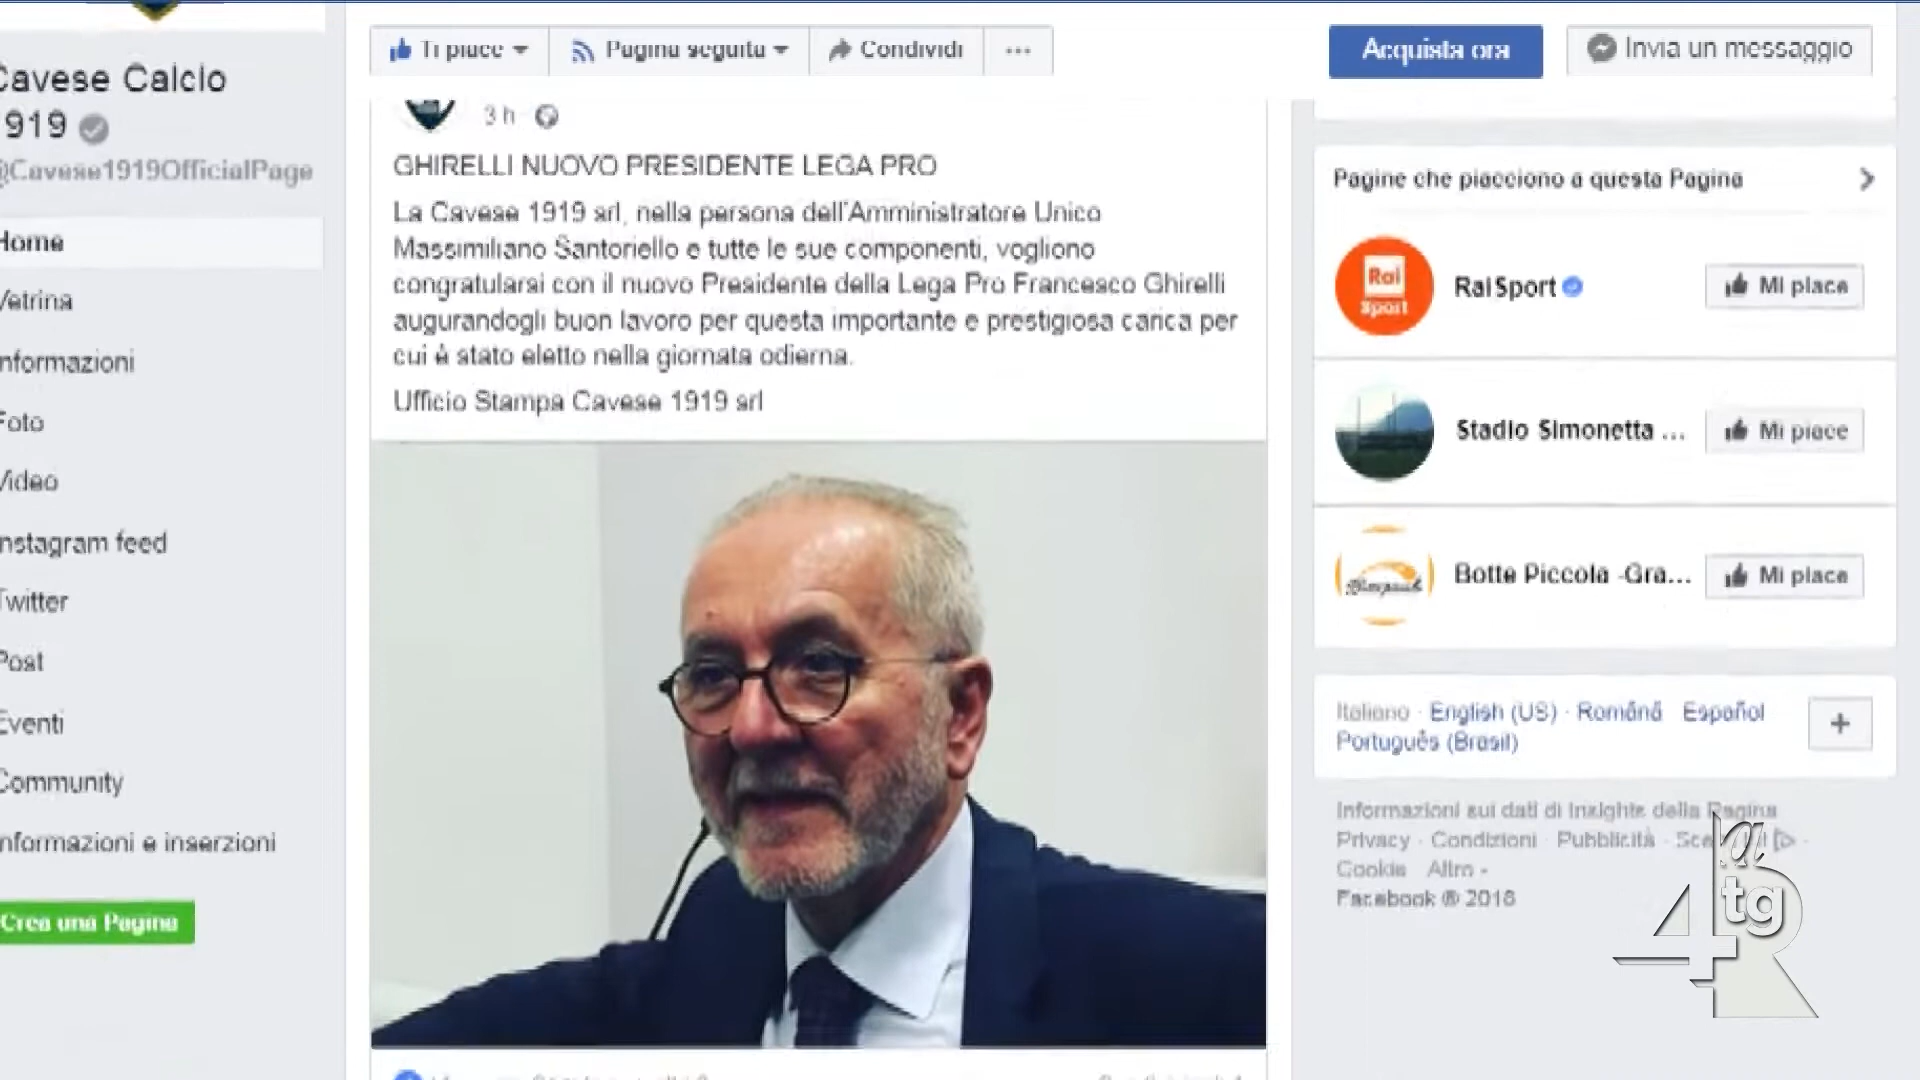 Cavese Calcio
1919
@Cavese1919OfficialPage
Home
Vetrina
Informazioni
Foto
Video
Instagram feed
Twitter
Post
Eventi
Community
Informazioni e inserzioni
Crea una Pagina
Ti piace
Pagina seguita
Condividi
...
Acquista ora
Invia un messaggio
3 h
GHIRELLI NUOVO PRESIDENTE LEGA PRO
La Cavese 1919 srl, nella persona dell'Amministratore Unico
Massimiliano Santoriello e tutte le sue componenti, vogliono
congratularsi con il nuovo Presidente della Lega Pro Francesco Ghirelli
augurandogli buon lavoro per questa importante e prestigiosa carica per
cui è stato eletto nella giornata odierna.
Ufficio Stampa Cavese 1919 srl
Pagine che piacciono a questa Pagina
Rai
Sport
Rai Sport
Mi piace
Stadio Simonetta ...
Mi piace
Botte Piccola -Gra...
Mi piace
Italiano · English (US) · Română · Español
Português (Brasil)
+
Informazioni sui dati di Insights della Pagina
Privacy · Condizioni · Pubblicità ·
Cookie · Altro
Facebook © 2018
la
4
tg
R